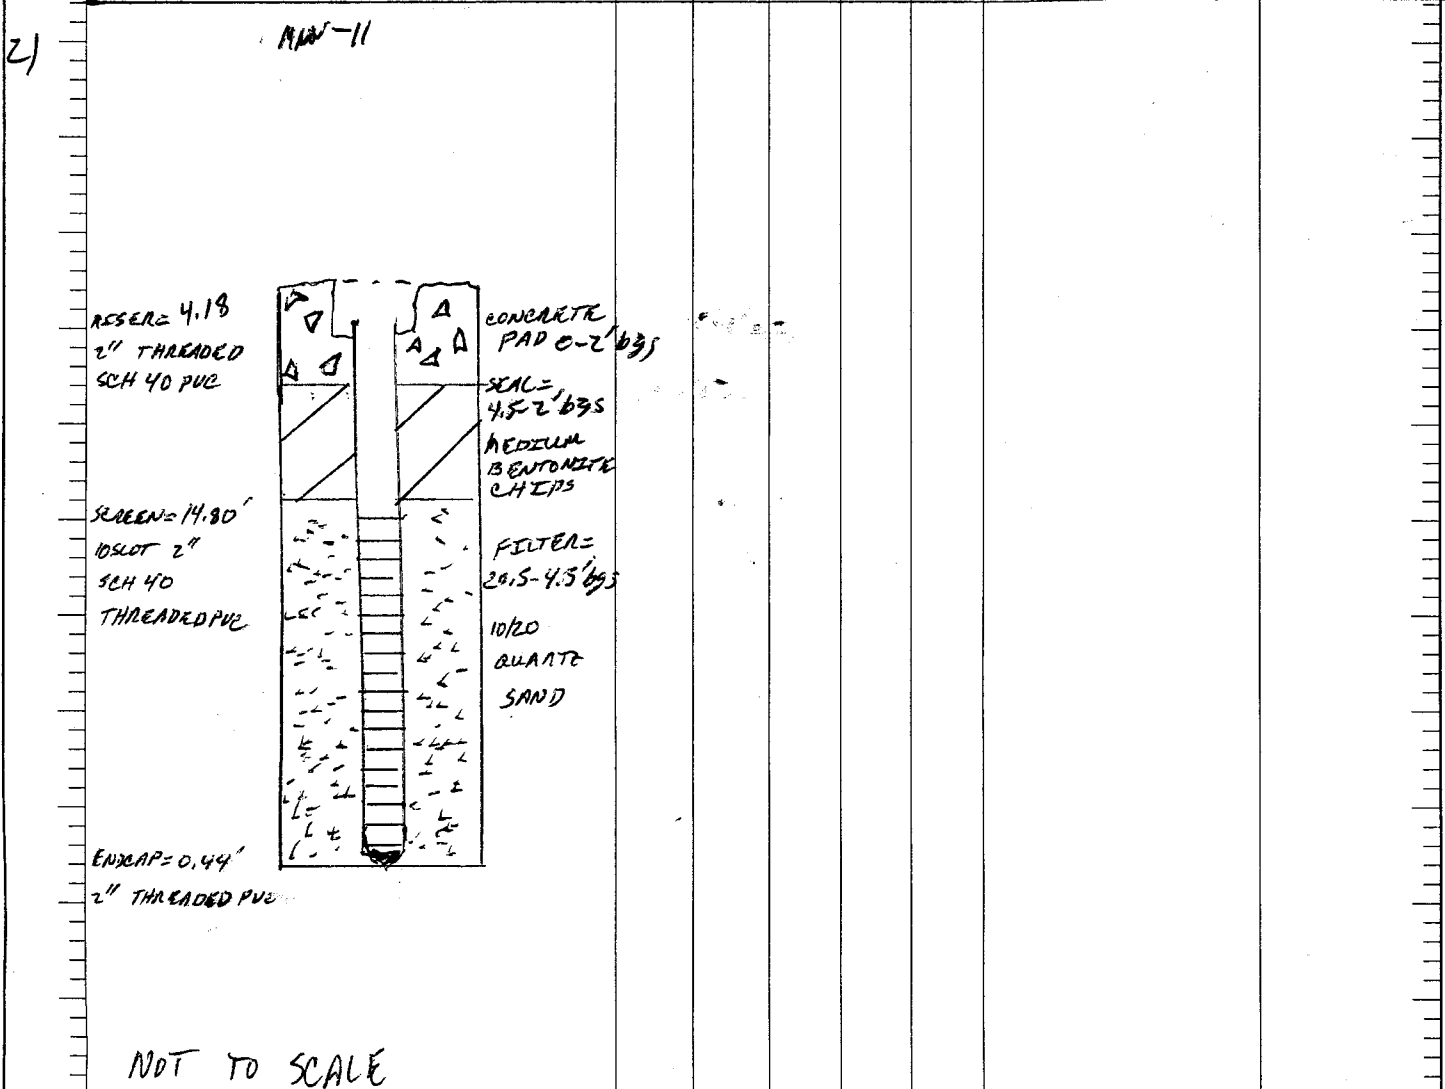 2)
MW-11
RISER= 4.18
2" THREADED
SCH 40 PVC
CONCRETE
PAD 0-2' bgs
SEAL=
4.5-2' bgs
MEDIUM
BENTONITE
CHIPS
SCREEN= 14.80'
10SLOT 2"
SCH 40
THREADED PVC
FILTER=
20.5-4.5' bgs
10/20
QUARTZ
SAND
ENDCAP= 0.44'
2" THREADED PVC
NOT TO SCALE